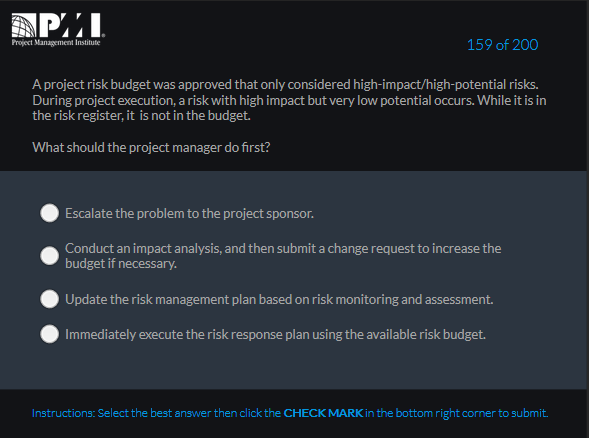 PMI.
Project Management Institute
159 of 200
A project risk budget was approved that only considered high-impact/high-potential risks.
During project execution, a risk with high impact but very low potential occurs. While it is in
the risk register, it is not in the budget.
What should the project manager do first?
Escalate the problem to the project sponsor.
Conduct an impact analysis, and then submit a change request to increase the
budget if necessary.
Update the risk management plan based on risk monitoring and assessment.
Immediately execute the risk response plan using the available risk budget.
Instructions: Select the best answer then click the CHECK MARK in the bottom right corner to submit.